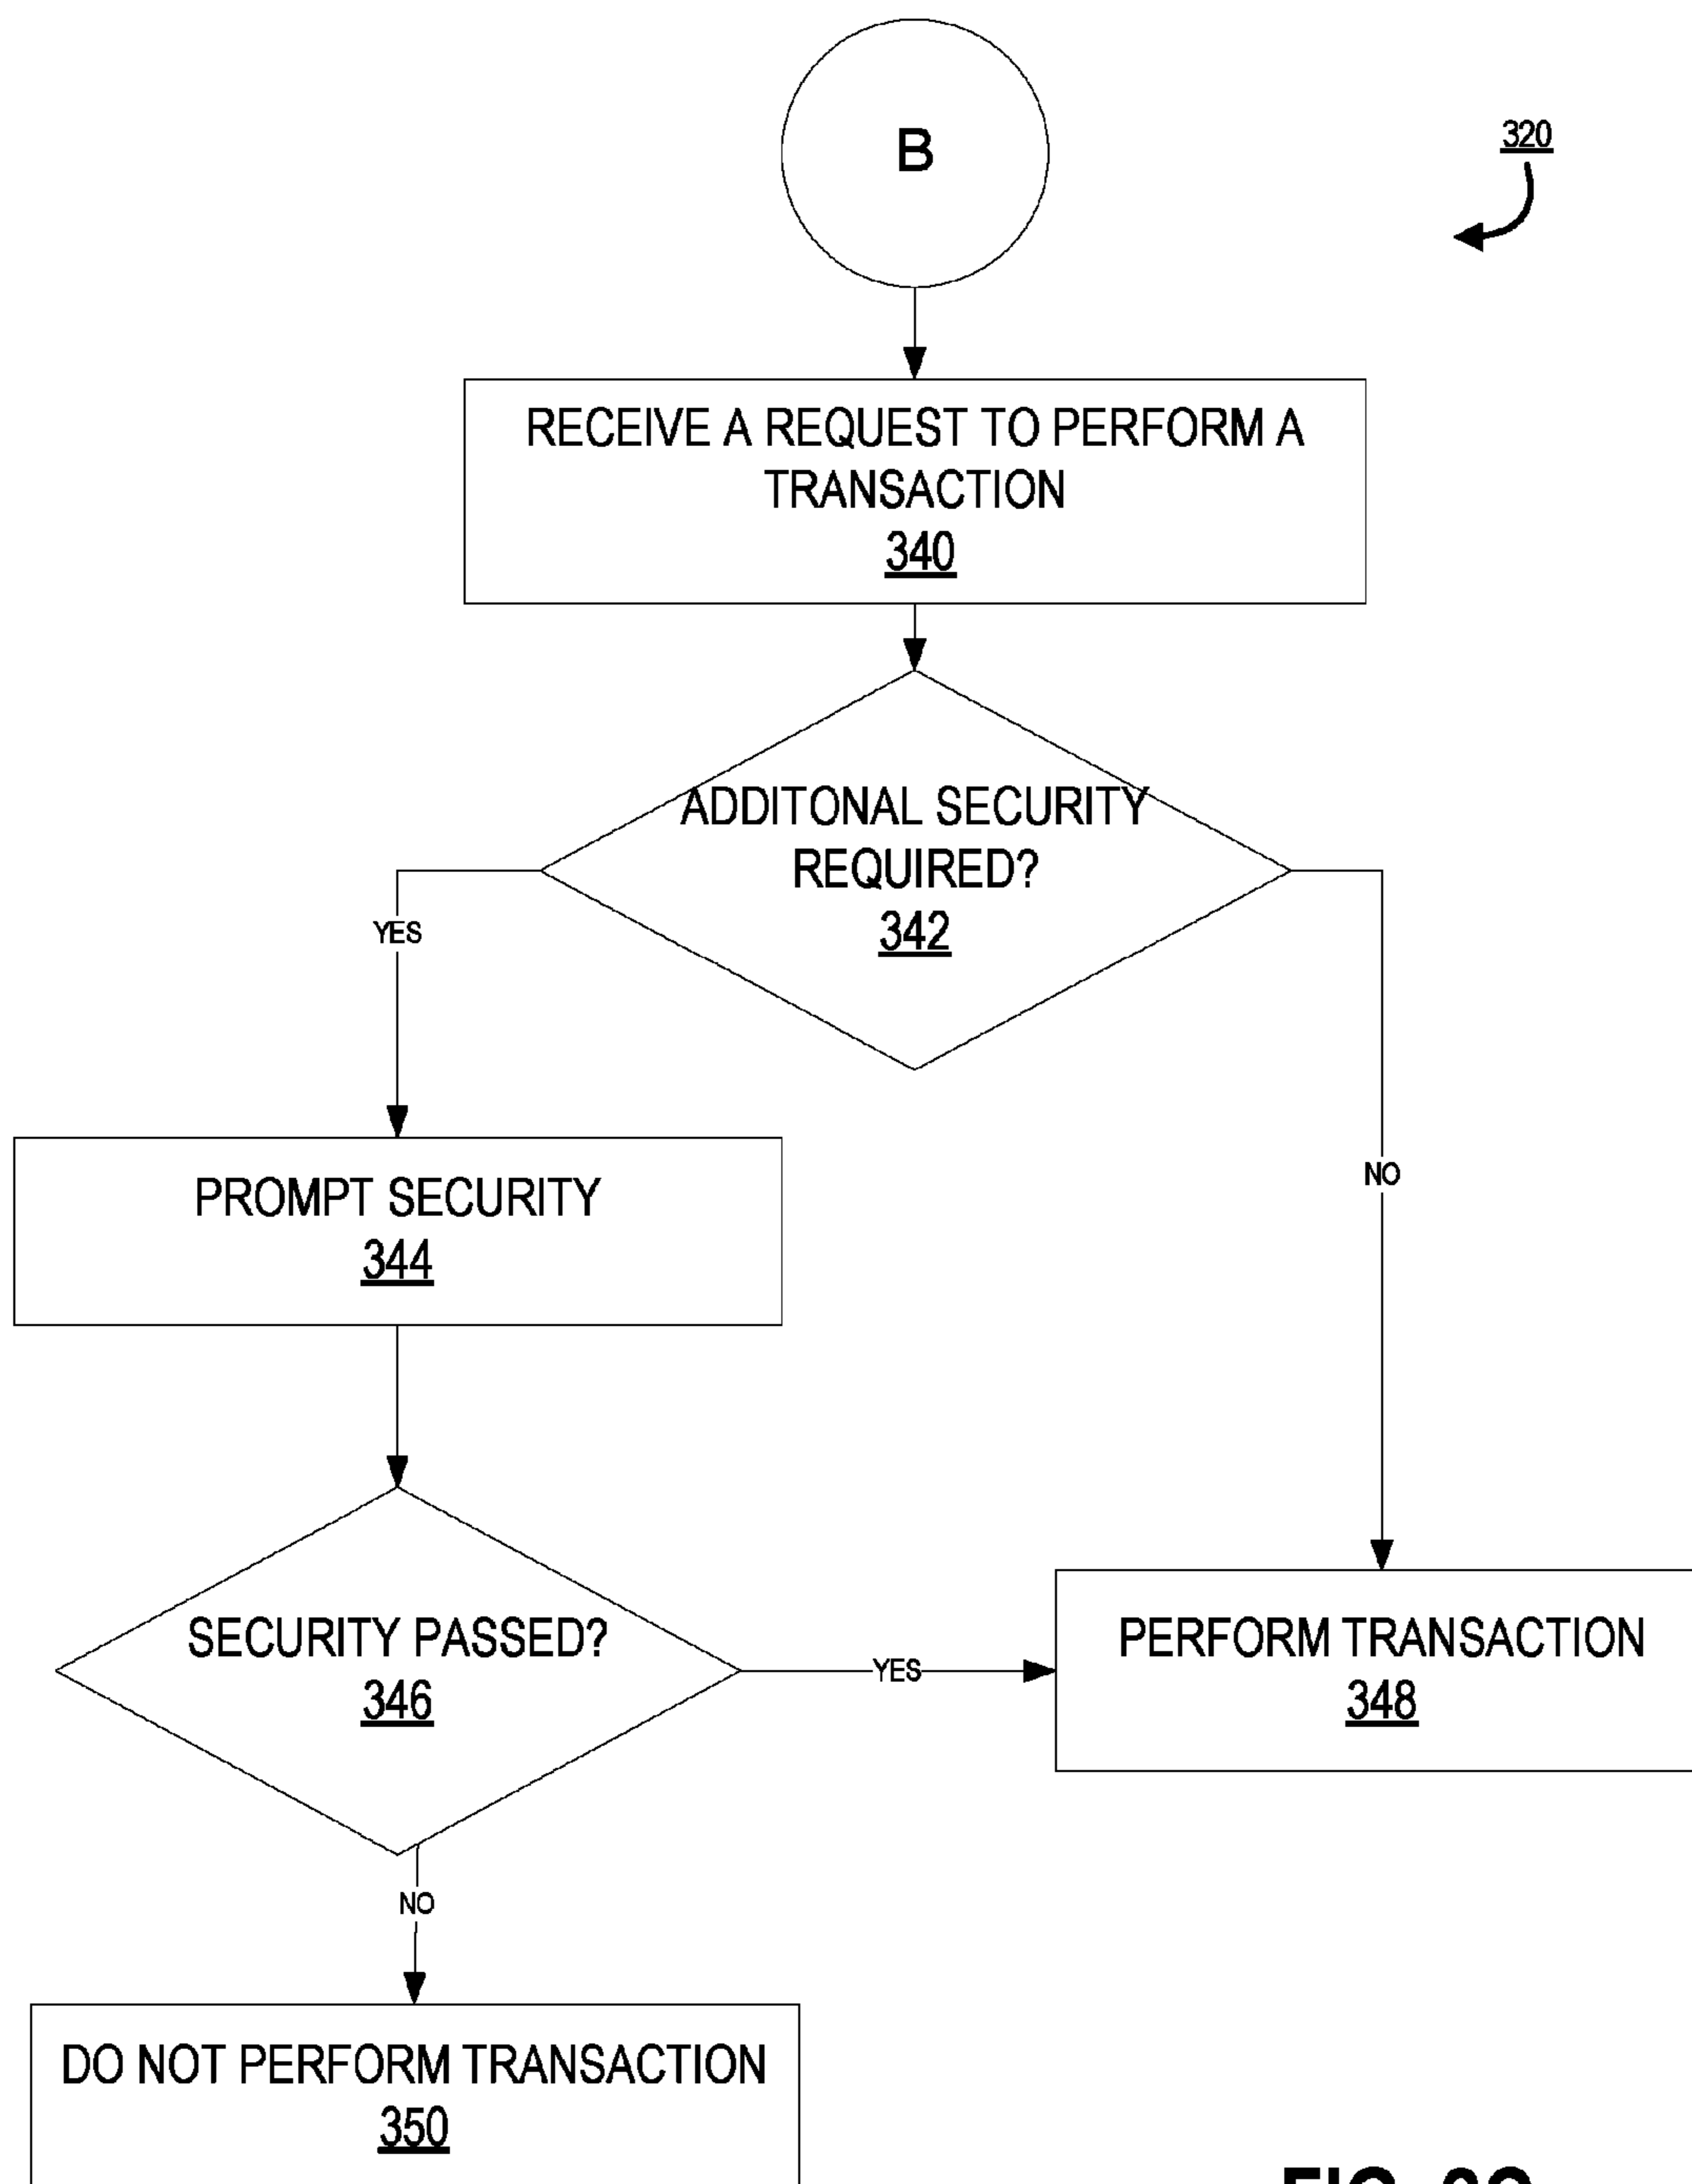 B
320
RECEIVE A REQUEST TO PERFORM A
TRANSACTION
340
ADDITONAL SECURITY
REQUIRED?
342
YES
NO
PROMPT SECURITY
344
SECURITY PASSED?
346
YES
PERFORM TRANSACTION
348
NO
DO NOT PERFORM TRANSACTION
350